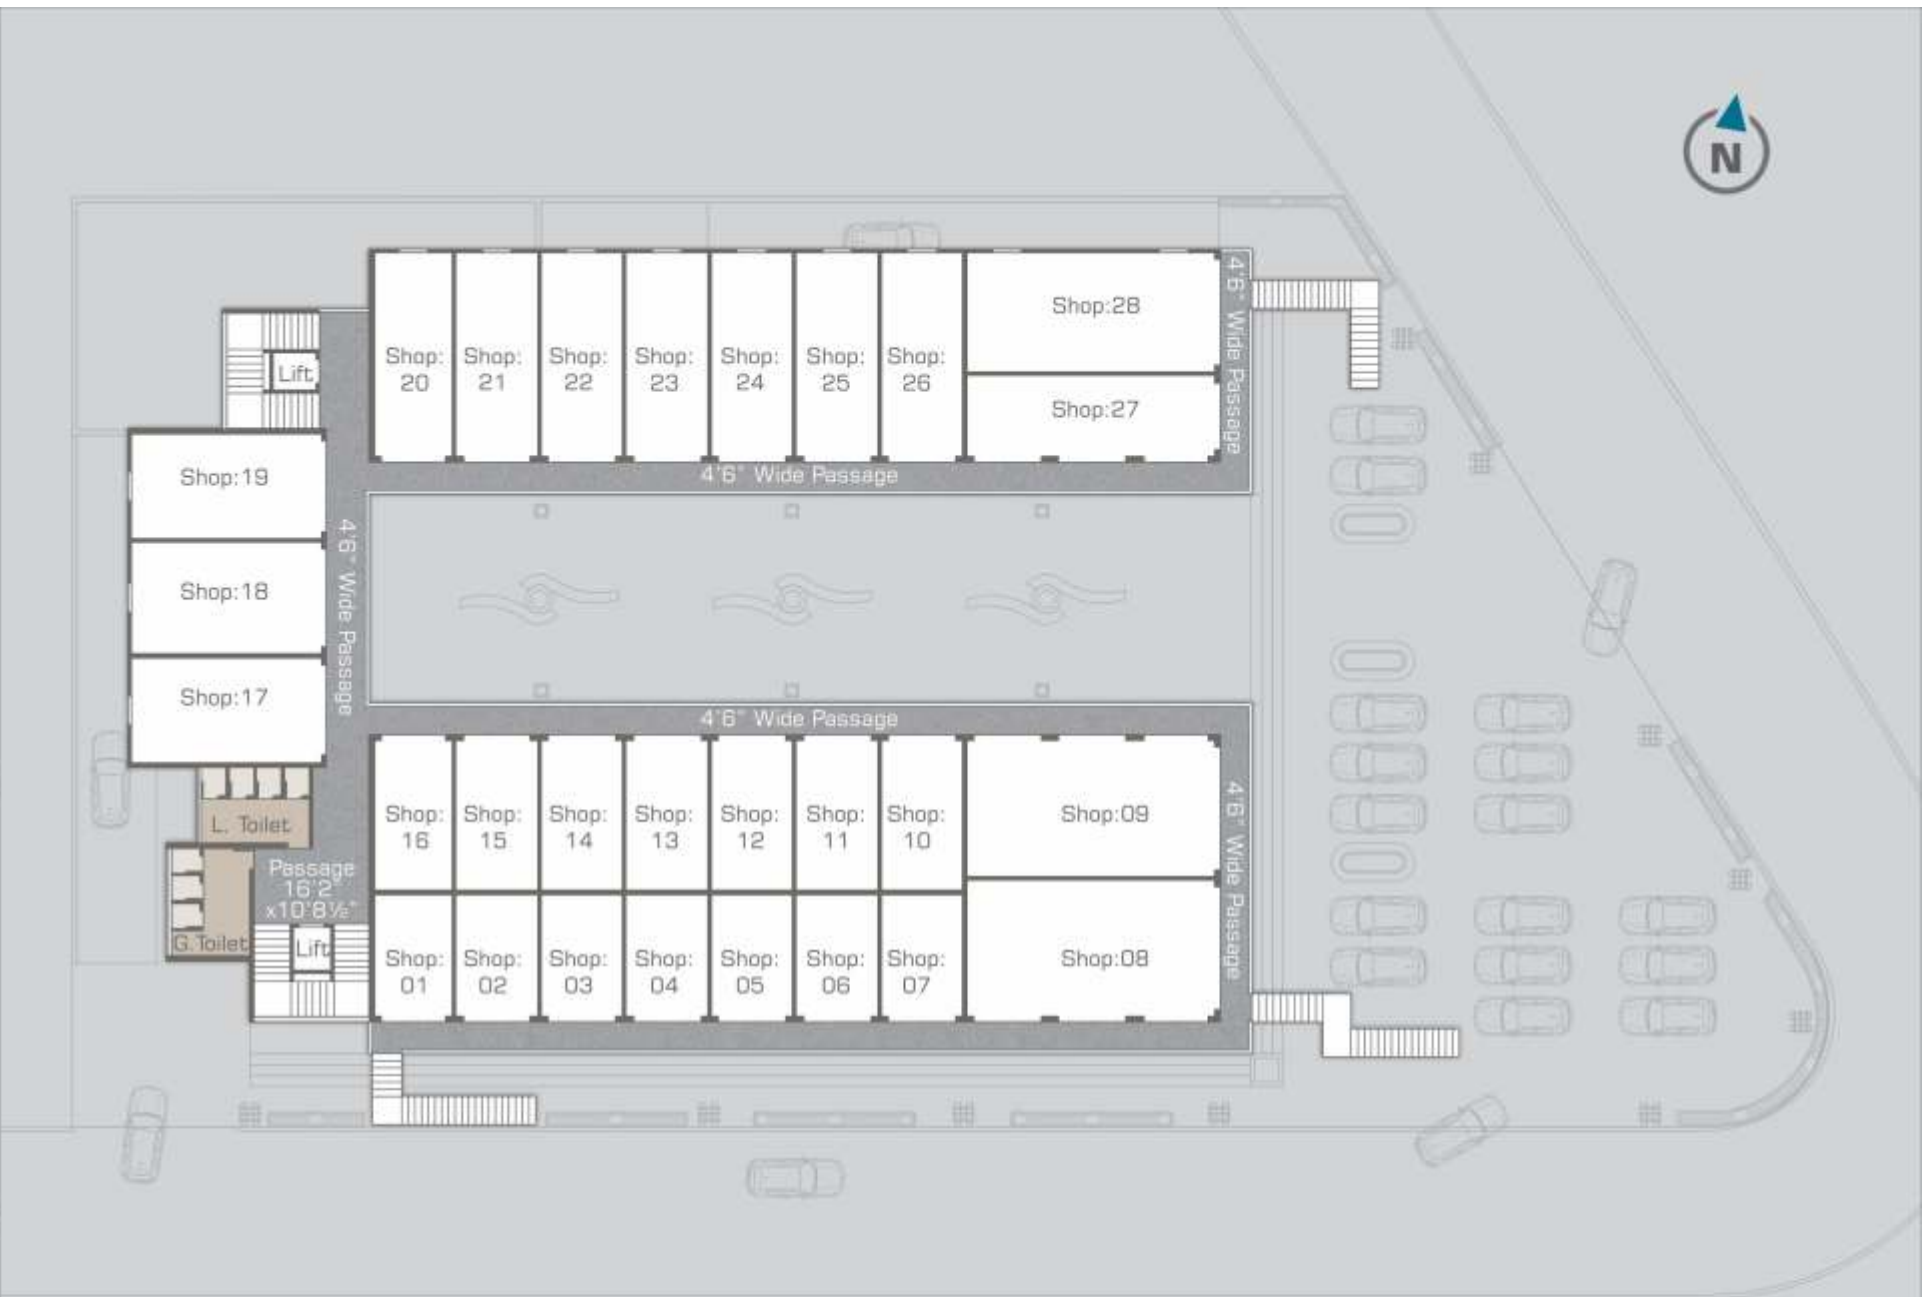 N
Shop:28
4'6" Wide Passage
Lift
Shop:
20
Shop:
21
Shop:
22
Shop:
23
Shop:
24
Shop:
25
Shop:
26
Shop:27
Shop:19
4'6" Wide Passage
4'6" Wide Passage
Shop:18
Shop:17
4'6" Wide Passage
L. Toilet
Shop:
16
Shop:
15
Shop:
14
Shop:
13
Shop:
12
Shop:
11
Shop:
10
Shop:09
4'6" Wide Passage
Passage
16'2"
x10'8½"
G.Toilet
Lift
Shop:
01
Shop:
02
Shop:
03
Shop:
04
Shop:
05
Shop:
06
Shop:
07
Shop:08